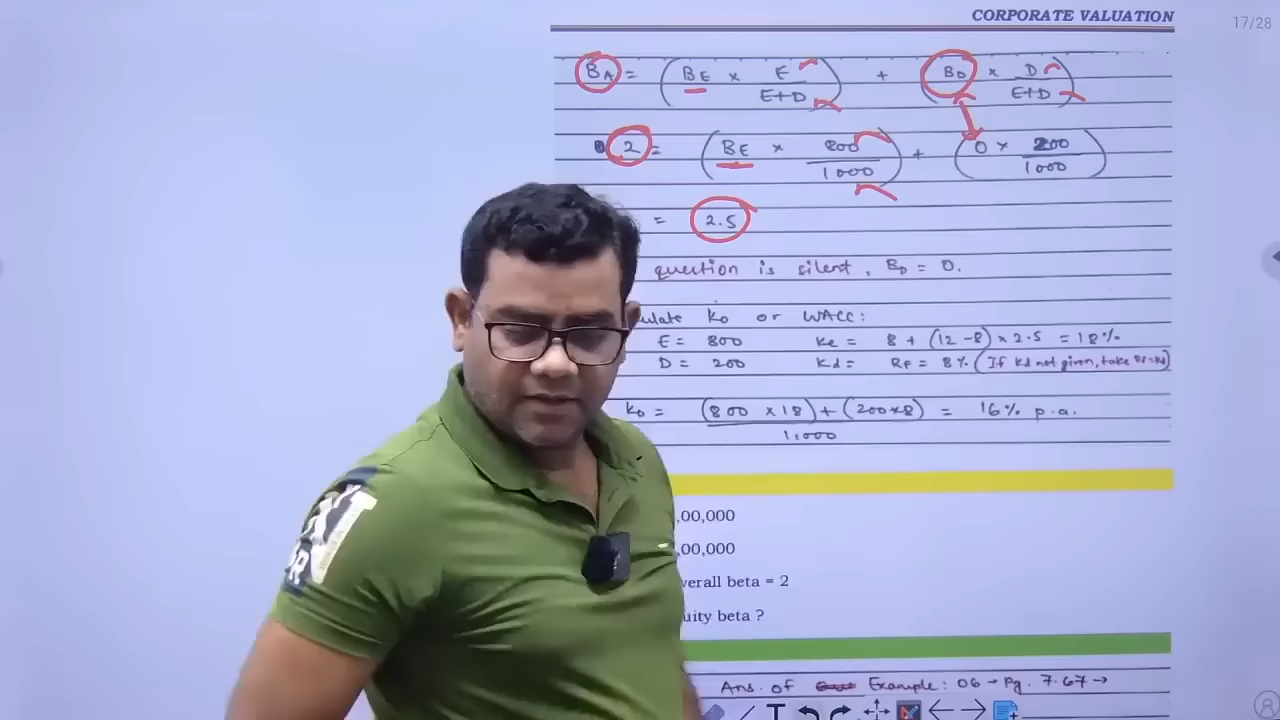 CORPORATE VALUATION
17/28
BA = (BE × E/E+D) + (BD × D/E+D)
2 = (BE × 800/1000) + (0 × 200/1000)
= 2.5
question is silent, BD = 0.
ulate Ko or WACC:
E = 800 Ke = 8 + (12-8) × 2.5 = 18%
D = 200 Kd = RF = 8% (If Kd not given, take RF=Kd)
Ko = (800 × 18) + (200×8) / 1,000 = 16% p.a.
,00,000
,00,000
verall beta = 2
uity beta ?
Ans. of Example: 06 → Pg. 7.67 →